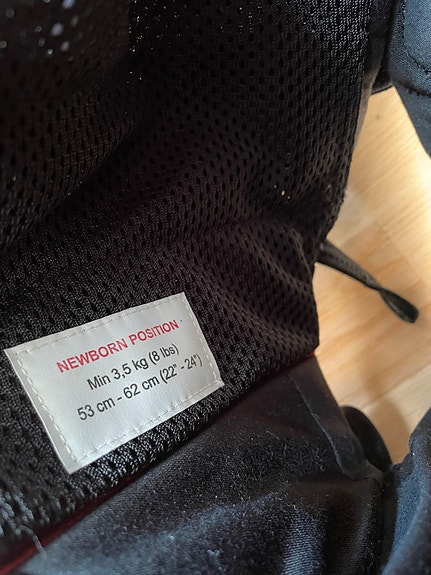 NEWBORN POSITION
Min 3,5 kg (8 lbs)
53 cm - 62 cm (22" - 24")